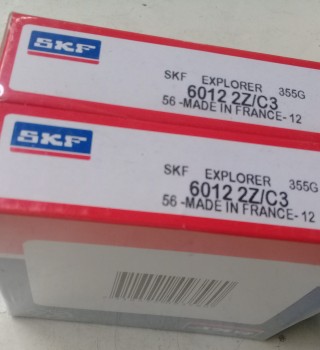 SKF
SKF EXPLORER 355G
6012 2Z/C3
56 -MADE IN FRANCE- 12
SKF
SKF EXPLORER 355G
6012 2Z/C3
56 -MADE IN FRANCE- 12